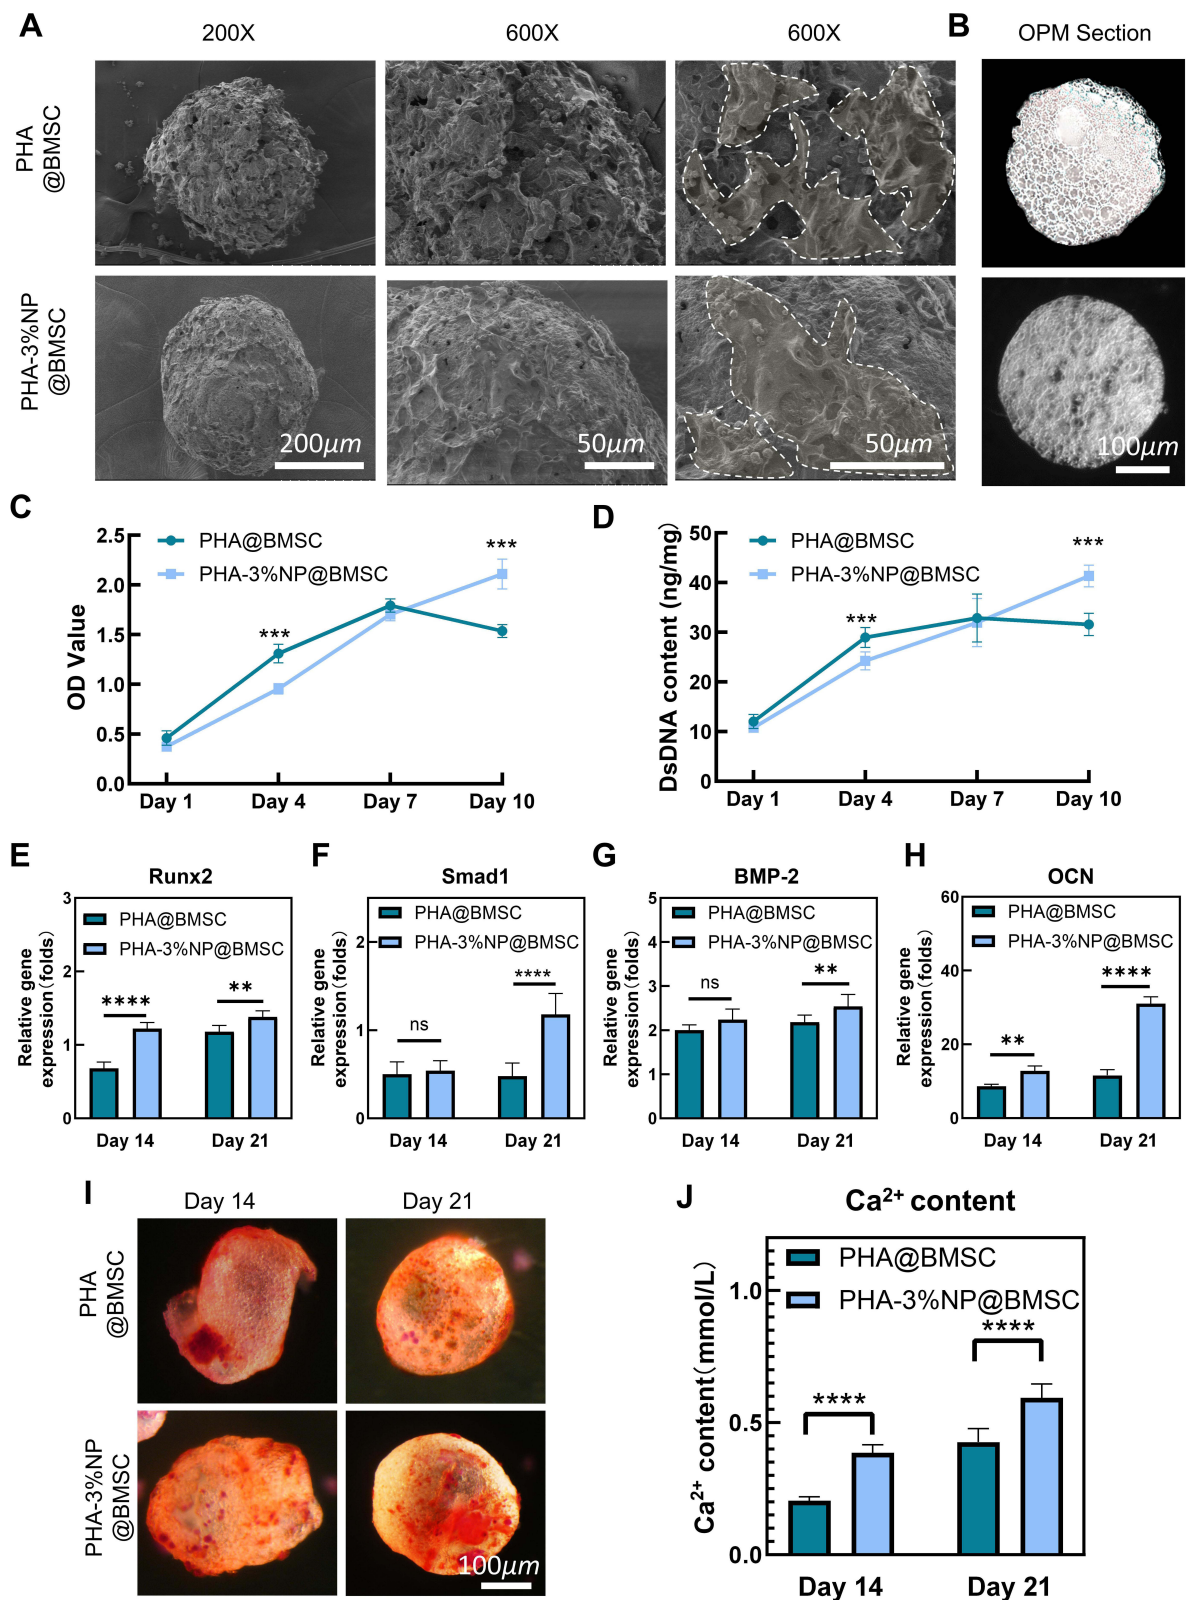 A
200X
600X
600X
B
OPM Section
PHA
@BMSC
PHA-3%NP
@BMSC
200μm
50μm
50μm
100μm
C
2.5
2.0
1.5
1.0
0.5
0.0
OD Value
PHA@BMSC
PHA-3%NP@BMSC
***
***
Day 1
Day 4
Day 7
Day 10
D
50
40
30
20
10
0
DsDNA content (ng/mg)
PHA@BMSC
PHA-3%NP@BMSC
***
***
Day 1
Day 4
Day 7
Day 10
E
Runx2
3
2
1
0
Relative gene
expression(folds)
PHA@BMSC
PHA-3%NP@BMSC
****
**
Day 14
Day 21
F
Smad1
2
1
0
Relative gene
expression(folds)
PHA@BMSC
PHA-3%NP@BMSC
ns
****
Day 14
Day 21
G
BMP-2
5
4
3
2
1
0
Relative gene
expression(folds)
PHA@BMSC
PHA-3%NP@BMSC
ns
**
Day 14
Day 21
H
OCN
60
40
20
0
Relative gene
expression(folds)
PHA@BMSC
PHA-3%NP@BMSC
**
****
Day 14
Day 21
I
Day 14
Day 21
PHA
@BMSC
PHA-3%NP
@BMSC
100μm
J
Ca²⁺ content
1.0
0.5
0.0
Ca²⁺ content(mmol/L)
PHA@BMSC
PHA-3%NP@BMSC
****
****
Day 14
Day 21